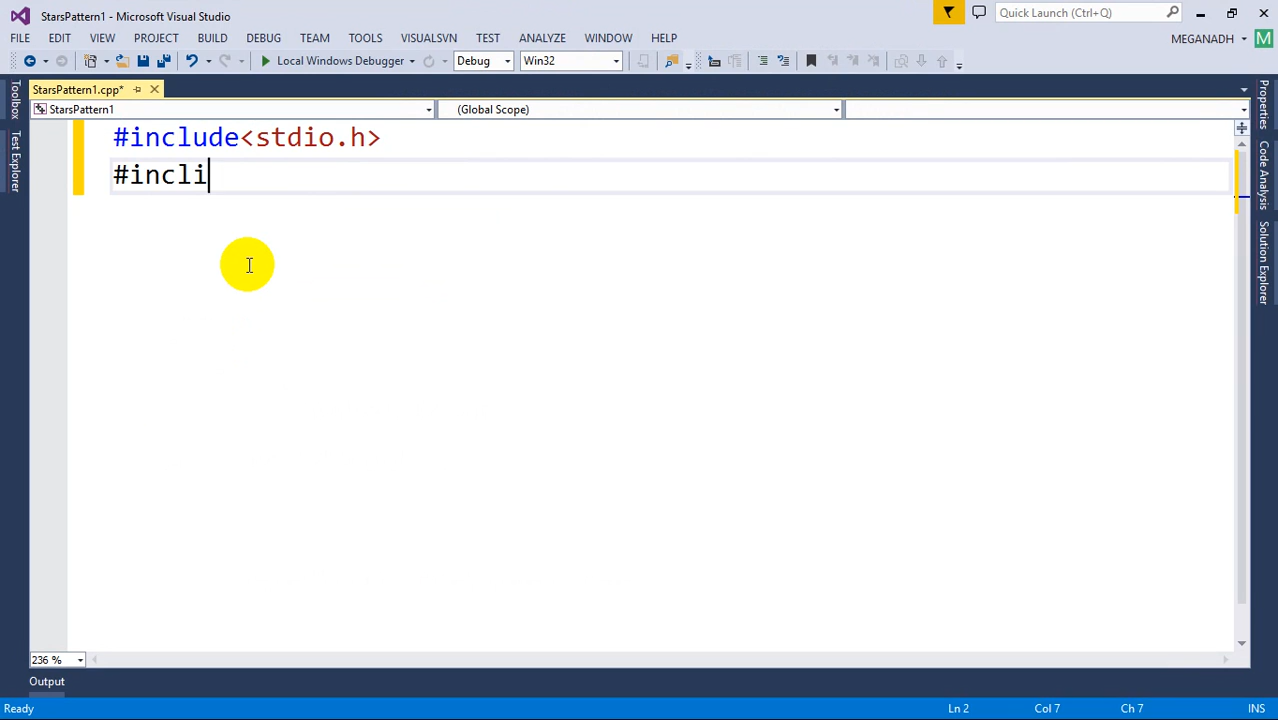 StarsPattern1 - Microsoft Visual Studio
Quick Launch (Ctrl+Q)
FILE EDIT VIEW PROJECT BUILD DEBUG TEAM TOOLS VISUALSVN TEST ANALYZE WINDOW HELP
MEGANADH M
Local Windows Debugger Debug Win32
StarsPattern1.cpp*
StarsPattern1 (Global Scope)
Toolbox
Test Explorer
#include<stdio.h>
#incli
Properties
Code Analysis
Solution Explorer
236 %
Output
Ready Ln 2 Col 7 Ch 7 INS